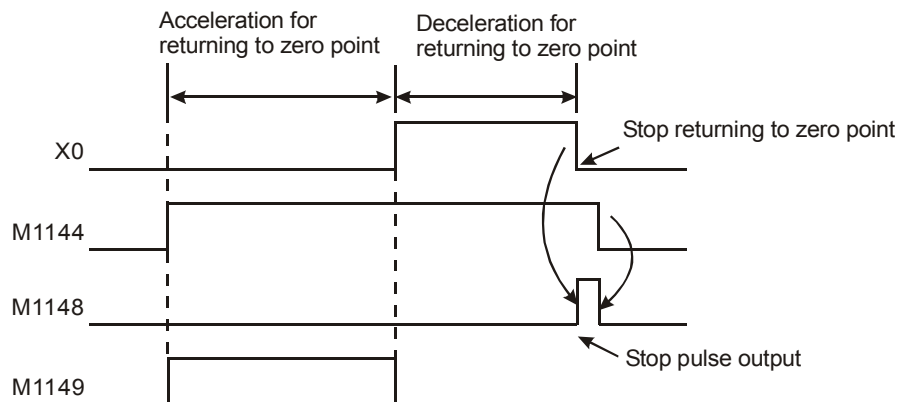 Acceleration for
returning to zero point
Deceleration for
returning to zero point
Stop returning to zero point
X0
M1144
M1148
Stop pulse output
M1149